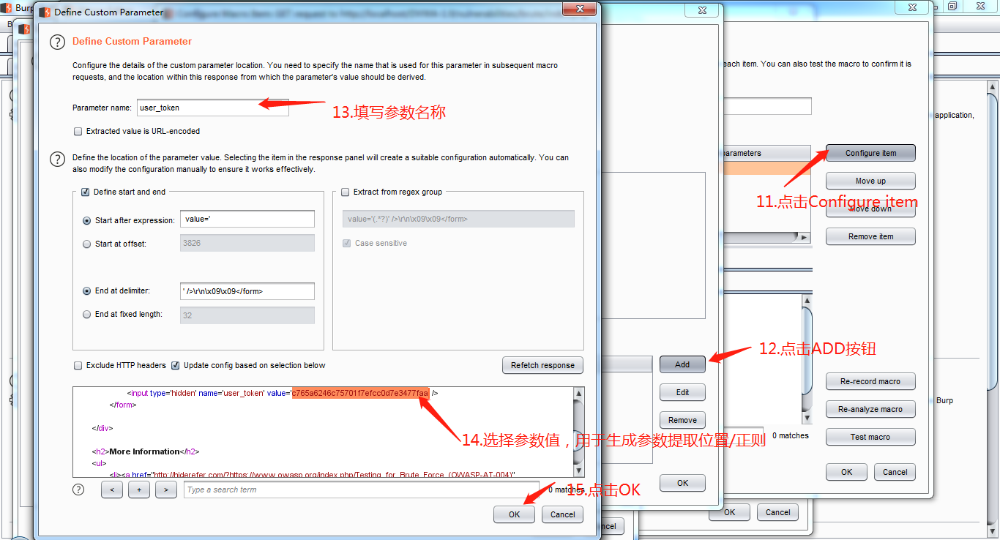 Burp
Define Custom Parameter
Define Custom Parameter
Configure the details of the custom parameter location. You need to specify the name that is used for this parameter in subsequent macro
requests, and the location within this response from which the parameter's value should be derived.
each item. You can also test the macro to confirm it is
Parameter name:
user_token
13.填写参数名称
application,
Extracted value is URL-encoded
parameters
Configure item
Define the location of the parameter value. Selecting the item in the response panel will create a suitable configuration automatically. You can
also modify the configuration manually to ensure it works effectively.
Move up
11.点击Configure item
Move down
Define start and end
Extract from regex group
Start after expression:
value='
value='(.*?)' />\r\n\x09\x09</form>
Start at offset:
3826
Case sensitive
Remove item
End at delimiter:
' />\r\n\x09\x09</form>
End at fixed length:
32
12.点击ADD按钮
Exclude HTTP headers
Update config based on selection below
Refetch response
Add
Re-record macro
<input type='hidden' name='user_token' value='c765a6246c75701f7efcc0d7e3477faa' />
</form>
Edit
Burp
Re-analyze macro
</div>
Remove
14.选择参数值，用于生成参数提取位置/正则
0 matches
Test macro
<h2>More Information</h2>
<ul>
<li><a href="http://hiderefer.com/?https://www.owasp.org/index.php/Testing_for_Brute_Force_(OWASP-AT-004)"
OK
Cancel
<
+
>
Type a search term
0 matches
15.点击OK
OK
OK
Cancel
OK
Cancel
ncel